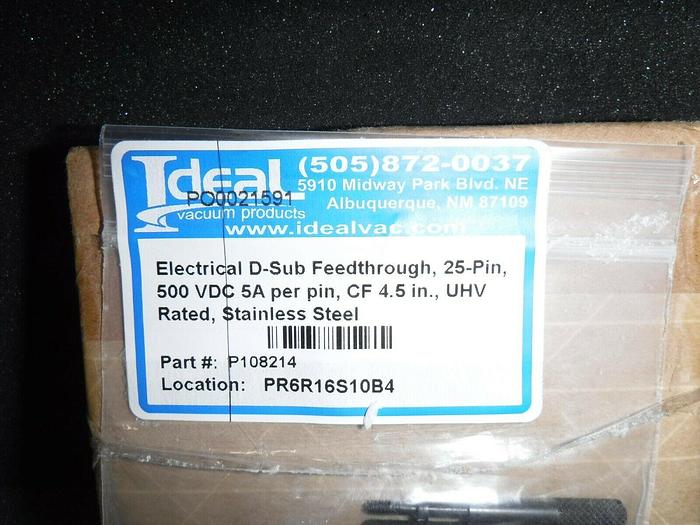 Ideal
(505)872-0037
5910 Midway Park Blvd. NE
PO0021591
Albuquerque, NM 87109
vacuum products
www.idealvac.com
Electrical D-Sub Feedthrough, 25-Pin,
500 VDC 5A per pin, CF 4.5 in., UHV
Rated, Stainless Steel
Part #: P108214
Location: PR6R16S10B4